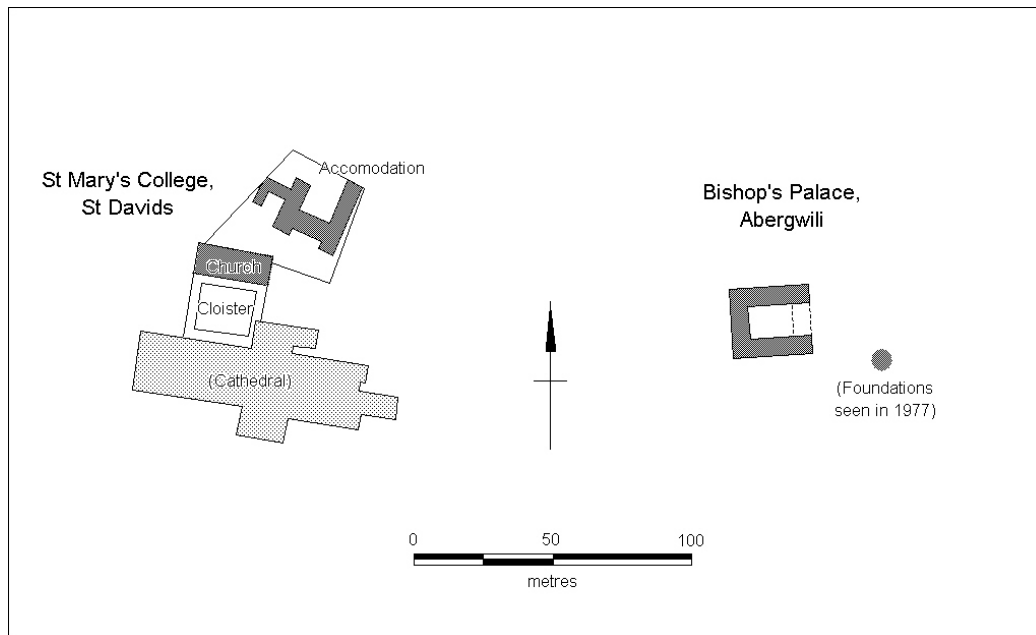 St Mary's College,
St Davids
Accomodation
Church
Cloister
(Cathedral)
Bishop's Palace,
Abergwili
(Foundations
seen in 1977)
0 50 100
metres